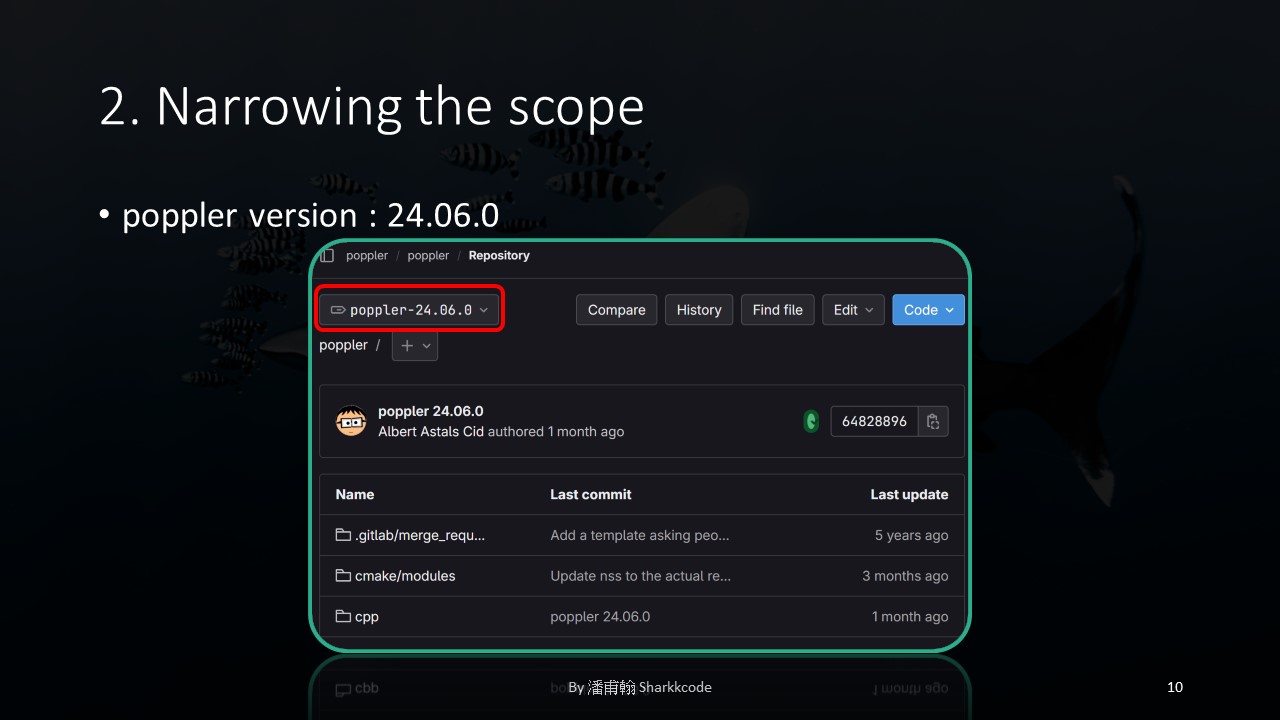 2. Narrowing the scope
• poppler version : 24.06.0
poppler / poppler / Repository
poppler-24.06.0
Compare History Find file Edit Code
poppler / +
poppler 24.06.0
Albert Astals Cid authored 1 month ago
64828896
Name Last commit Last update
.gitlab/merge_requ... Add a template asking peo... 5 years ago
cmake/modules Update nss to the actual re... 3 months ago
cpp poppler 24.06.0 1 month ago
By 潘甫翰 Sharkkcode
10